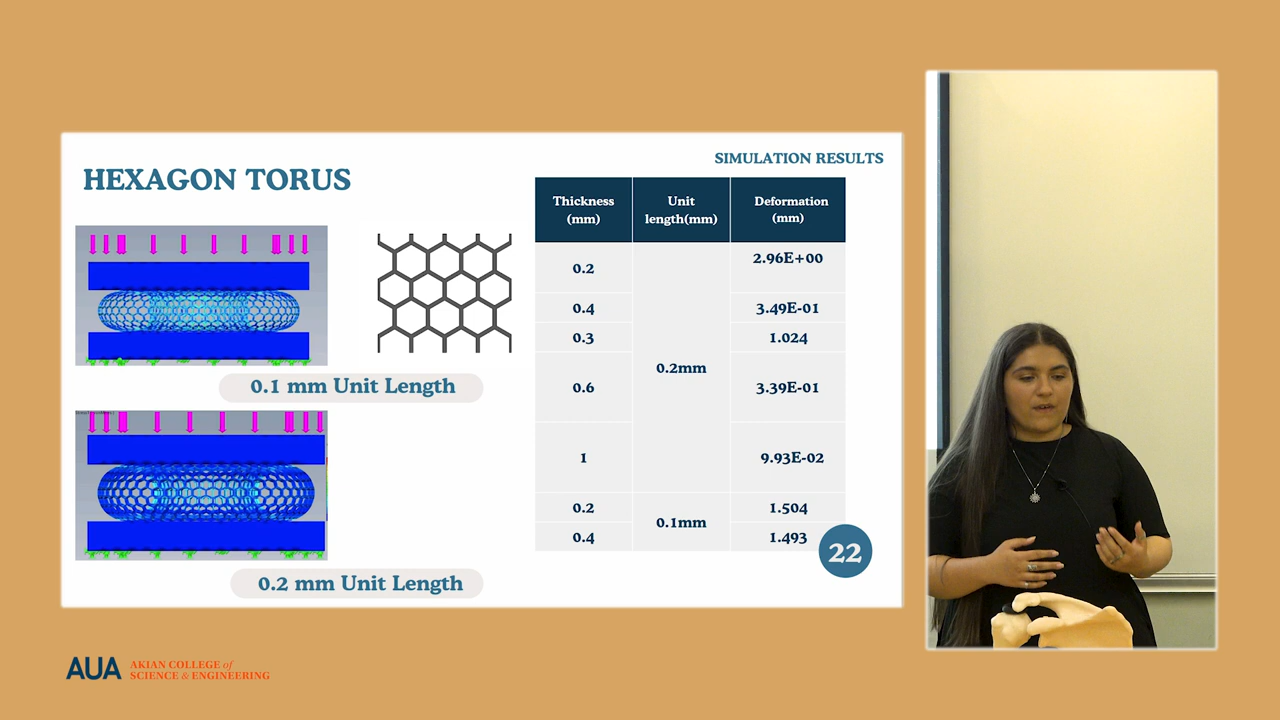 SIMULATION RESULTS
HEXAGON TORUS
Thickness (mm) Unit length(mm) Deformation (mm)
0.2 0.2mm 2.96E+00
0.4 3.49E-01
0.3 1.024
0.6 3.39E-01
1 9.93E-02
0.2 0.1mm 1.504
0.4 1.493
0.1 mm Unit Length
0.2 mm Unit Length
22
AUA AKIAN COLLEGE of
SCIENCE & ENGINEERING